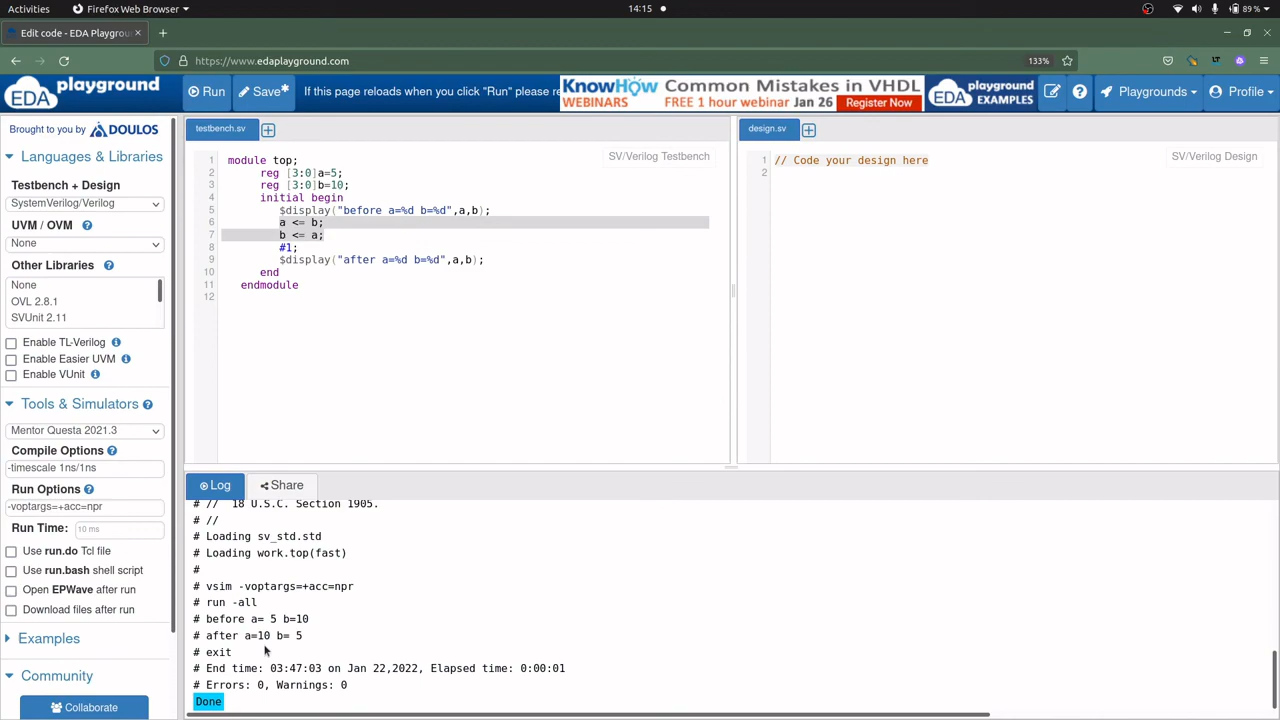 Activities
Firefox Web Browser
14:15
89 %
Edit code - EDA Playgrou
https://www.edaplayground.com
133%
EDA playground
Run
Save*
If this page reloads when you click "Run" please re
KnowHow WEBINARS
Common Mistakes in VHDL
FREE 1 hour webinar Jan 26
Register Now
EDA playground EXAMPLES
Playgrounds
Profile
Brought to you by DOULOS
Languages & Libraries
Testbench + Design
SystemVerilog/Verilog
UVM / OVM
None
Other Libraries
None
OVL 2.8.1
SVUnit 2.11
Enable TL-Verilog
Enable Easier UVM
Enable VUnit
Tools & Simulators
Mentor Questa 2021.3
Compile Options
-timescale 1ns/1ns
Run Options
-voptargs=+acc=npr
Run Time: 10 ms
Use run.do Tcl file
Use run.bash shell script
Open EPWave after run
Download files after run
Examples
Community
Collaborate
testbench.sv
SV/Verilog Testbench
1 module top;
2 reg [3:0]a=5;
3 reg [3:0]b=10;
4 initial begin
5 $display("before a=%d b=%d",a,b);
6 a <= b;
7 b <= a;
8 #1;
9 $display("after a=%d b=%d",a,b);
10 end
11 endmodule
12
design.sv
SV/Verilog Design
1 // Code your design here
2
Log
Share
# // 18 U.S.C. Section 1905.
# //
# Loading sv_std.std
# Loading work.top(fast)
#
# vsim -voptargs=+acc=npr
# run -all
# before a= 5 b=10
# after a=10 b= 5
# exit
# End time: 03:47:03 on Jan 22,2022, Elapsed time: 0:00:01
# Errors: 0, Warnings: 0
Done